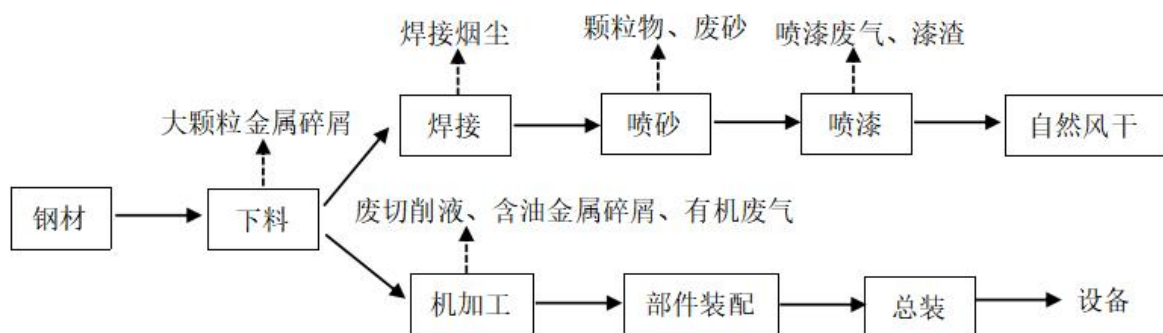 焊接烟尘
颗粒物、废砂
喷漆废气、漆渣
大颗粒金属碎屑
焊接
喷砂
喷漆
自然风干
钢材
下料
废切削液、含油金属碎屑、有机废气
机加工
部件装配
总装
设备